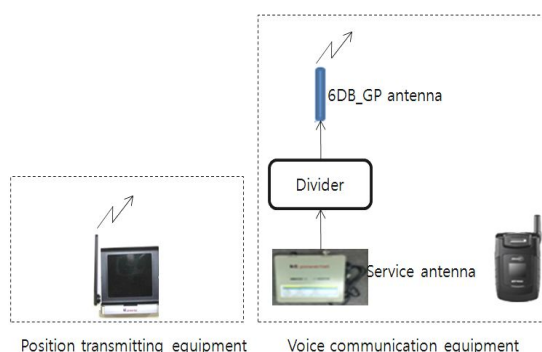 6DB_GP antenna
Divider
Service antenna
Position transmitting equipment
Voice communication equipment